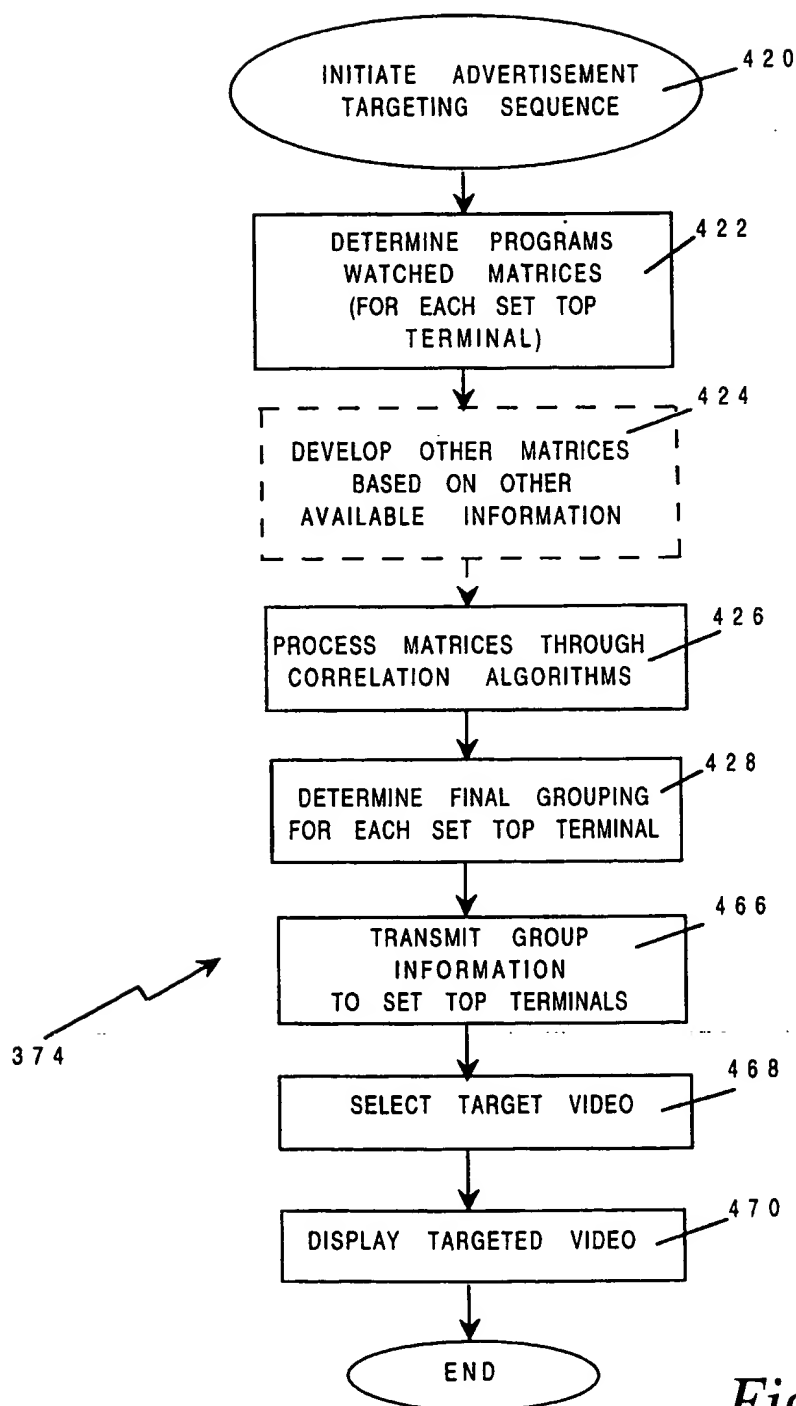 INITIATE ADVERTISEMENT
TARGETING SEQUENCE
420
DETERMINE PROGRAMS
WATCHED MATRICES
(FOR EACH SET TOP
TERMINAL)
422
DEVELOP OTHER MATRICES
BASED ON OTHER
AVAILABLE INFORMATION
424
PROCESS MATRICES THROUGH
CORRELATION ALGORITHMS
426
DETERMINE FINAL GROUPING
FOR EACH SET TOP TERMINAL
428
TRANSMIT GROUP
INFORMATION
TO SET TOP TERMINALS
466
374
SELECT TARGET VIDEO
468
DISPLAY TARGETED VIDEO
470
END
Fig